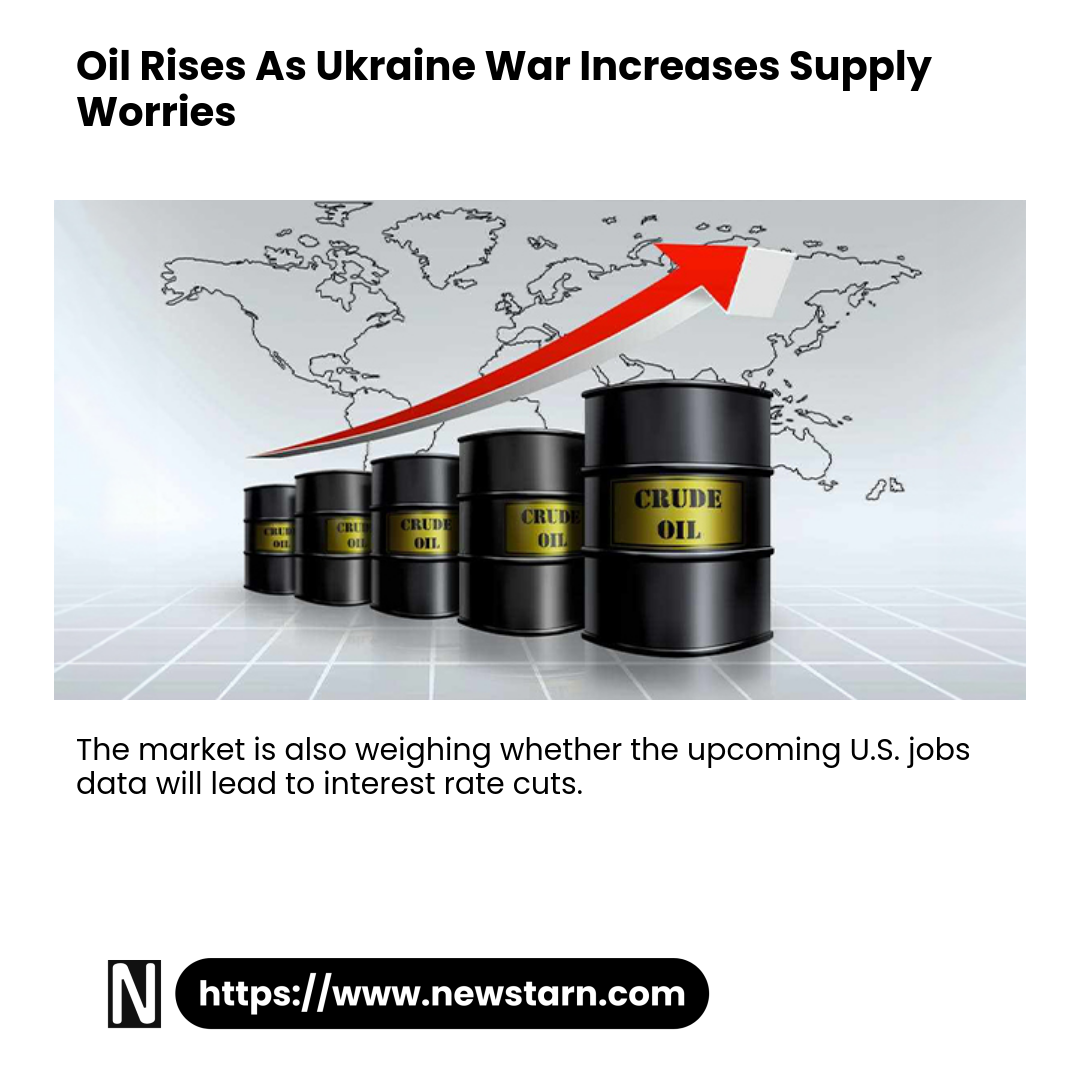 Oil Rises As Ukraine War Increases Supply
Worries
CRUDE
OIL
CRUDE
OIL
CRUDE
OIL
CRUDE
OIL
CRUDE
OIL
The market is also weighing whether the upcoming U.S. jobs
data will lead to interest rate cuts.
N
https://www.newstarn.com